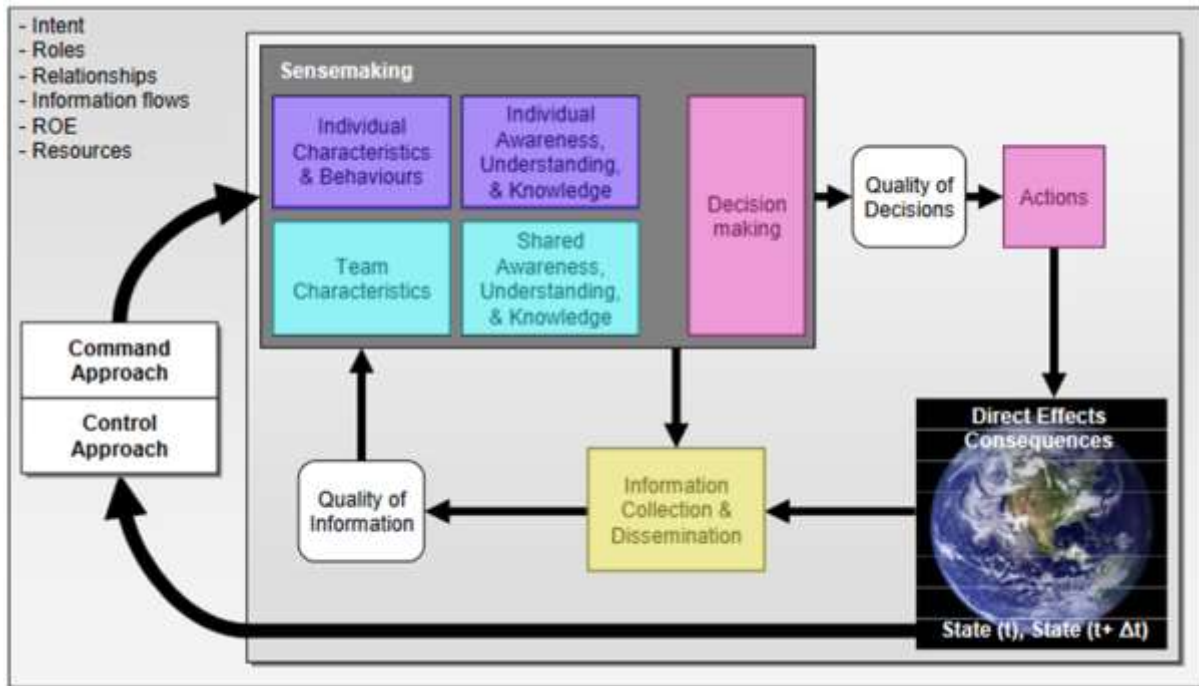 - Intent
- Roles
- Relationships
- Information flows
- ROE
- Resources
Sensemaking
Individual
Characteristics
& Behaviours
Individual
Awareness,
Understanding,
& Knowledge
Decision
making
Quality of
Decisions
Actions
Team
Characteristics
Shared
Awareness,
Understanding,
& Knowledge
Command
Approach
Control
Approach
Direct Effects
Consequences
Quality of
Information
Information
Collection &
Dissemination
State (t), State (t+ Δt)